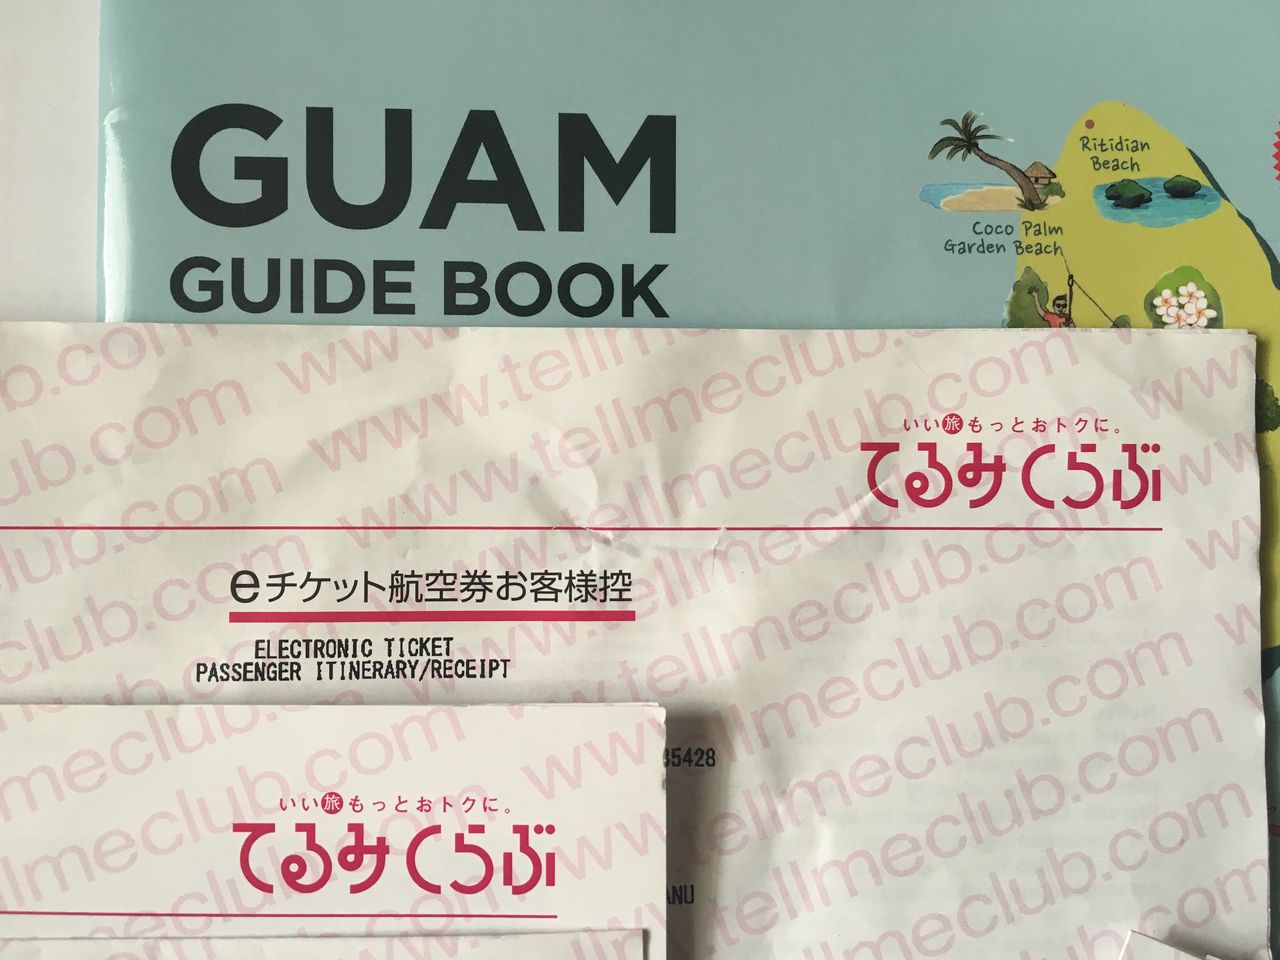 GUAM
GUIDE BOOK
Ritidian
Beach
Coco Palm
Garden Beach
www.tellmeclub.com
いい旅もっとおトクに。
てるみくらぶ
eチケット航空券お客様控
ELECTRONIC TICKET
PASSENGER ITINERARY/RECEIPT
35428
いい旅もっとおトクに。
てるみくらぶ
ANU